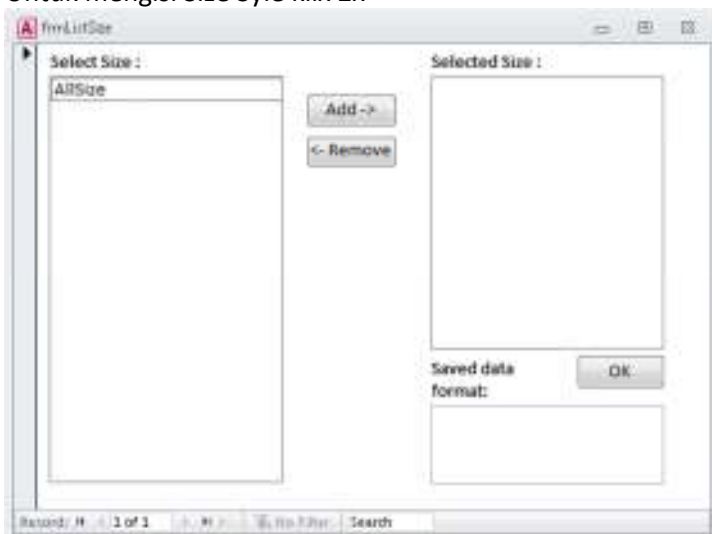 frmListSize
Select Size :
Selected Size :
AllSize
Add ->
<- Remove
Saved data
format:
OK
Record: 1 of 1 No Filter Search